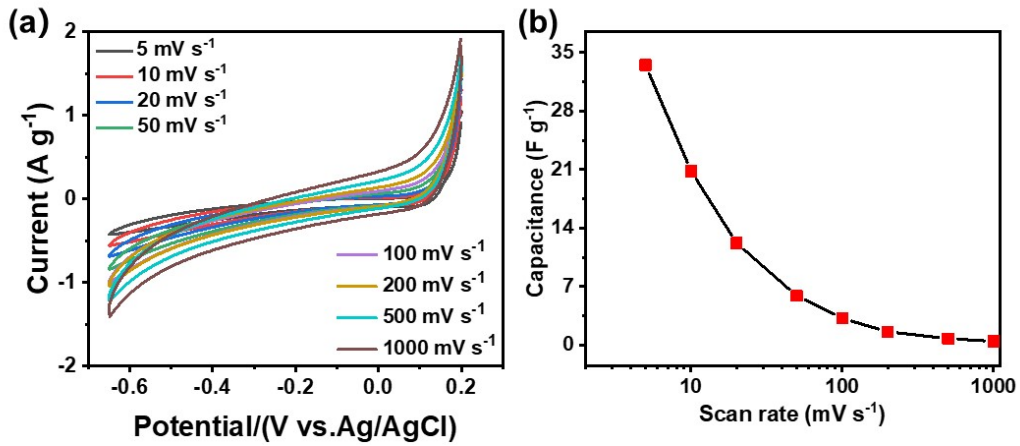 (a)
2
1
0
-1
-2
Current (A g⁻¹)
5 mV s⁻¹
10 mV s⁻¹
20 mV s⁻¹
50 mV s⁻¹
100 mV s⁻¹
200 mV s⁻¹
500 mV s⁻¹
1000 mV s⁻¹
-0.6 -0.4 -0.2 0.0 0.2
Potential/(V vs.Ag/AgCl)
(b)
35
28
21
14
7
0
Capacitance (F g⁻¹)
10 100 1000
Scan rate (mV s⁻¹)